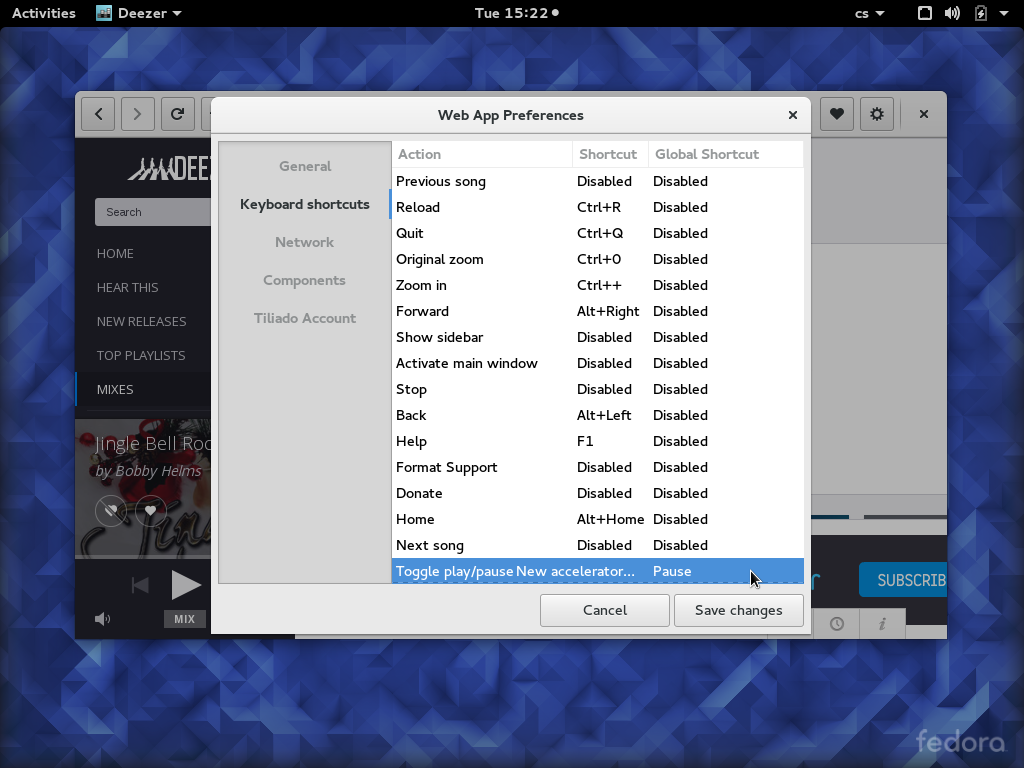 Activities Deezer Tue 15:22 cs
Web App Preferences
DEE
Search
HOME
HEAR THIS
NEW RELEASES
TOP PLAYLISTS
MIXES
Jingle Bell Roc
by Bobby Helms
MIX
General
Keyboard shortcuts
Network
Components
Tiliado Account
Action Shortcut Global Shortcut
Previous song Disabled Disabled
Reload Ctrl+R Disabled
Quit Ctrl+Q Disabled
Original zoom Ctrl+0 Disabled
Zoom in Ctrl++ Disabled
Forward Alt+Right Disabled
Show sidebar Disabled Disabled
Activate main window Disabled Disabled
Stop Disabled Disabled
Back Alt+Left Disabled
Help F1 Disabled
Format Support Disabled Disabled
Donate Disabled Disabled
Home Alt+Home Disabled
Next song Disabled Disabled
Toggle play/pause New accelerator... Pause
Cancel Save changes
SUBSCRIB
fedora